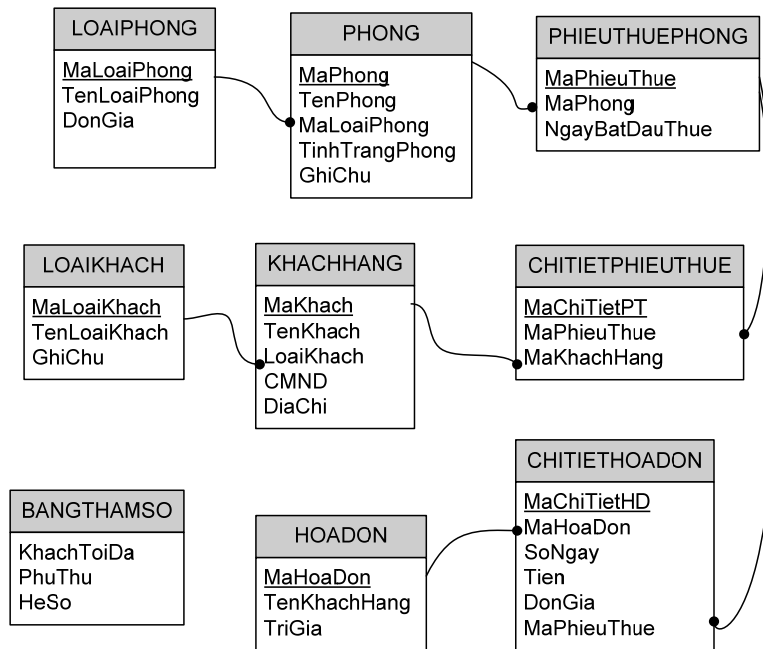 LOAIPHONG
MaLoaiPhong
TenLoaiPhong
DonGia
PHONG
MaPhong
TenPhong
MaLoaiPhong
TinhTrangPhong
GhiChu
PHIEUTHUEPHONG
MaPhieuThue
MaPhong
NgayBatDauThue
LOAIKHACH
MaLoaiKhach
TenLoaiKhach
GhiChu
KHACHHANG
MaKhach
TenKhach
LoaiKhach
CMND
DiaChi
CHITIETPHIEUTHUE
MaChiTietPT
MaPhieuThue
MaKhachHang
BANGTHAMSO
KhachToiDa
PhuThu
HeSo
HOADON
MaHoaDon
TenKhachHang
TriGia
CHITIETHOADON
MaChiTietHD
MaHoaDon
SoNgay
Tien
DonGia
MaPhieuThue